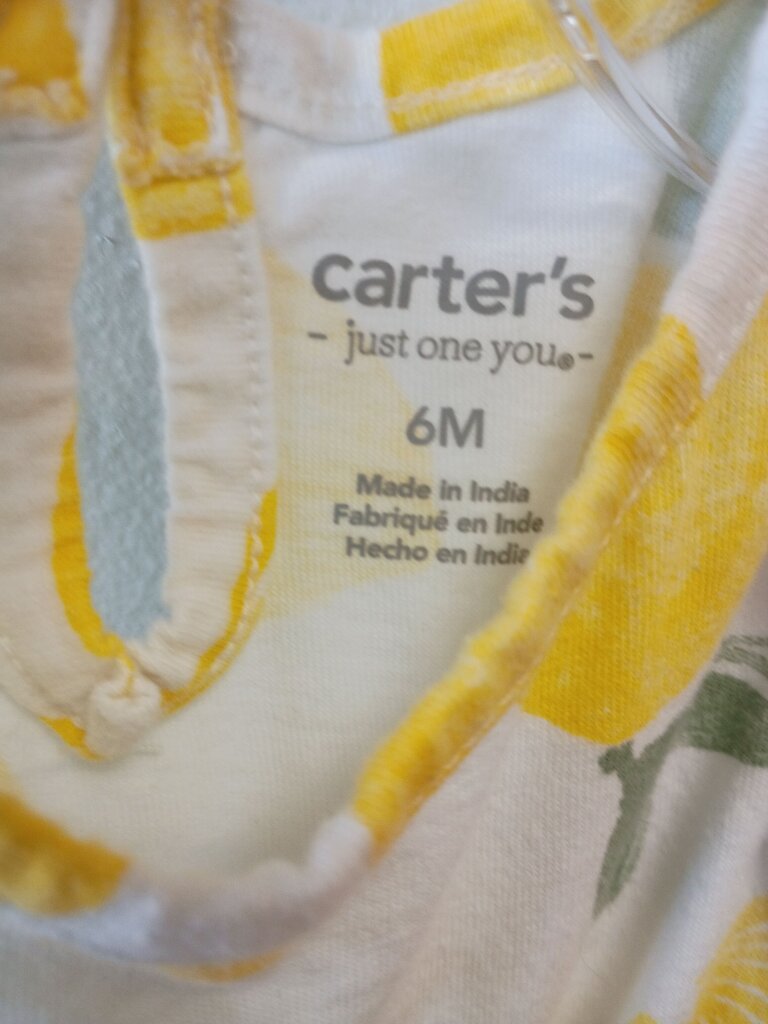 carter's
- just one you®-
6M
Made in India
Fabriqué en Inde
Hecho en India